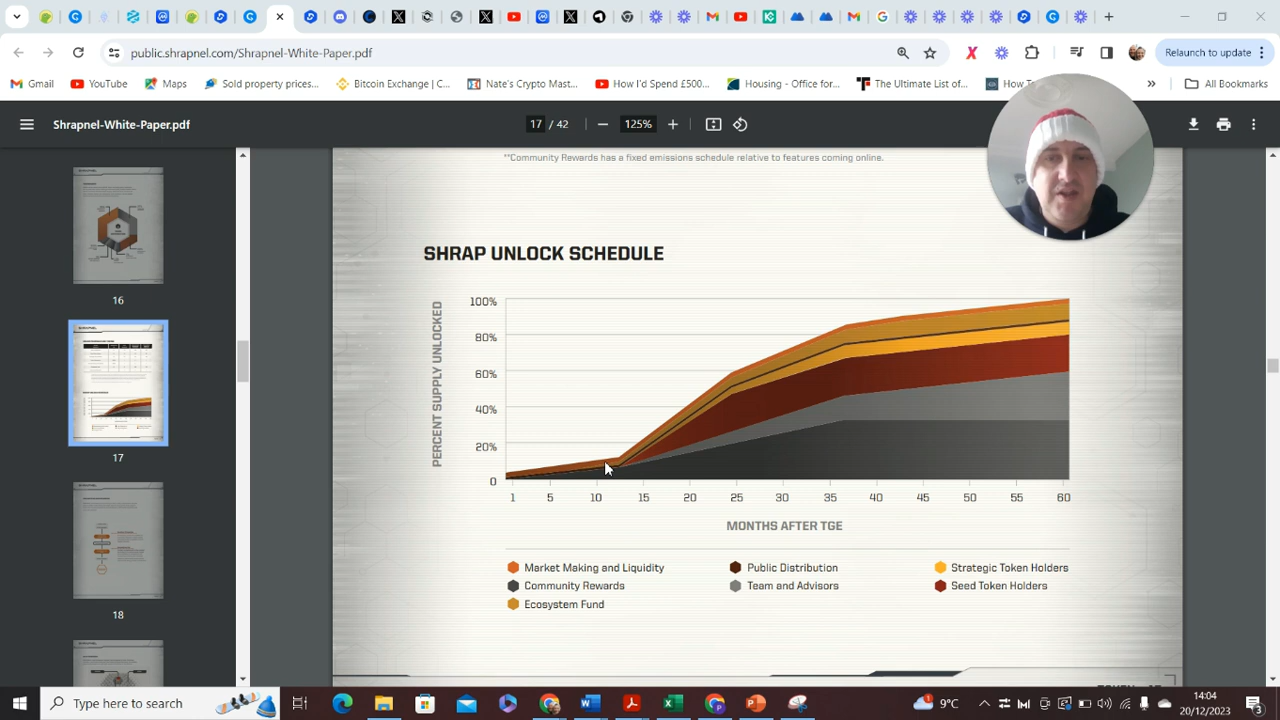 public.shrapnel.com/Shrapnel-White-Paper.pdf
Relaunch to update
Gmail
YouTube
Maps
Sold property prices...
Bitcoin Exchange | C...
Nate's Crypto Mast...
How I'd Spend £500...
Housing - Office for...
The Ultimate List of...
How T
»
All Bookmarks
Shrapnel-White-Paper.pdf
17 / 42
125%
**Community Rewards has a fixed emissions schedule relative to features coming online.
SHRAP UNLOCK SCHEDULE
PERCENT SUPPLY UNLOCKED
100%
80%
60%
40%
20%
0
1 5 10 15 20 25 30 35 40 45 50 55 60
MONTHS AFTER TGE
Market Making and Liquidity
Public Distribution
Strategic Token Holders
Community Rewards
Team and Advisors
Seed Token Holders
Ecosystem Fund
16
17
18
Type here to search
9°C
14:04
20/12/2023